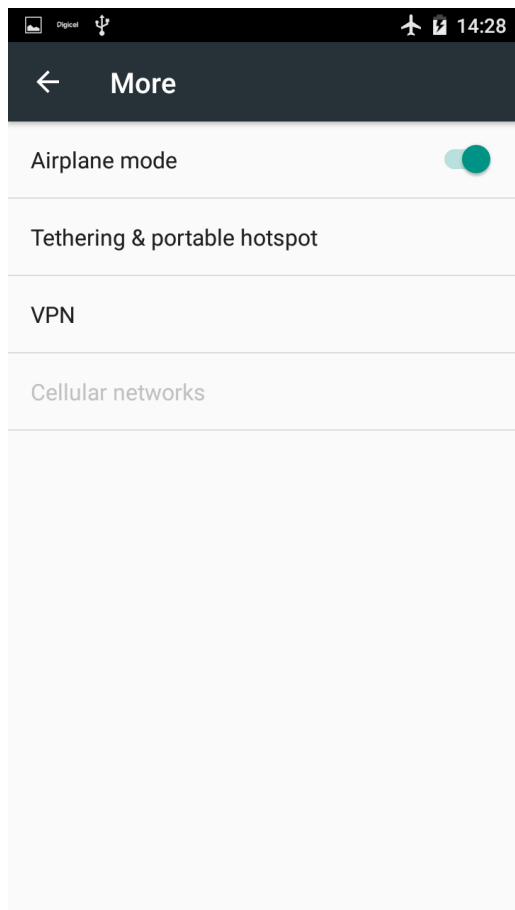 Digicel 14:28
More
Airplane mode
Tethering & portable hotspot
VPN
Cellular networks